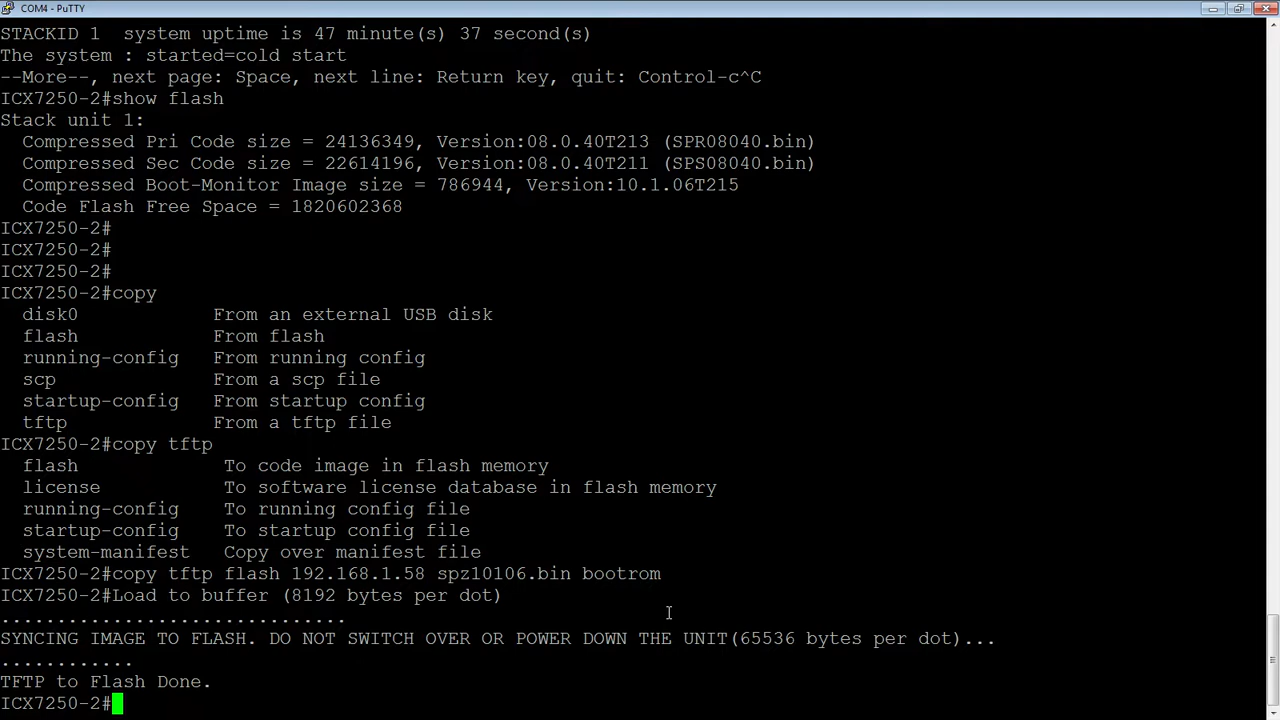 COM4 - PuTTY
STACKID 1  system uptime is 47 minute(s) 37 second(s)
The system : started=cold start
--More--, next page: Space, next line: Return key, quit: Control-c^C
ICX7250-2#show flash
Stack unit 1:
  Compressed Pri Code size = 24136349, Version:08.0.40T213 (SPR08040.bin)
  Compressed Sec Code size = 22614196, Version:08.0.40T211 (SPS08040.bin)
  Compressed Boot-Monitor Image size = 786944, Version:10.1.06T215
  Code Flash Free Space = 1820602368
ICX7250-2#
ICX7250-2#
ICX7250-2#
ICX7250-2#copy
  disk0            From an external USB disk
  flash            From flash
  running-config   From running config
  scp              From a scp file
  startup-config   From startup config
  tftp             From a tftp file
ICX7250-2#copy tftp
  flash             To code image in flash memory
  license           To software license database in flash memory
  running-config    To running config file
  startup-config    To startup config file
  system-manifest   Copy over manifest file
ICX7250-2#copy tftp flash 192.168.1.58 spz10106.bin bootrom
ICX7250-2#Load to buffer (8192 bytes per dot)
...............................
SYNCING IMAGE TO FLASH. DO NOT SWITCH OVER OR POWER DOWN THE UNIT(65536 bytes per dot)...
............
TFTP to Flash Done.
ICX7250-2#